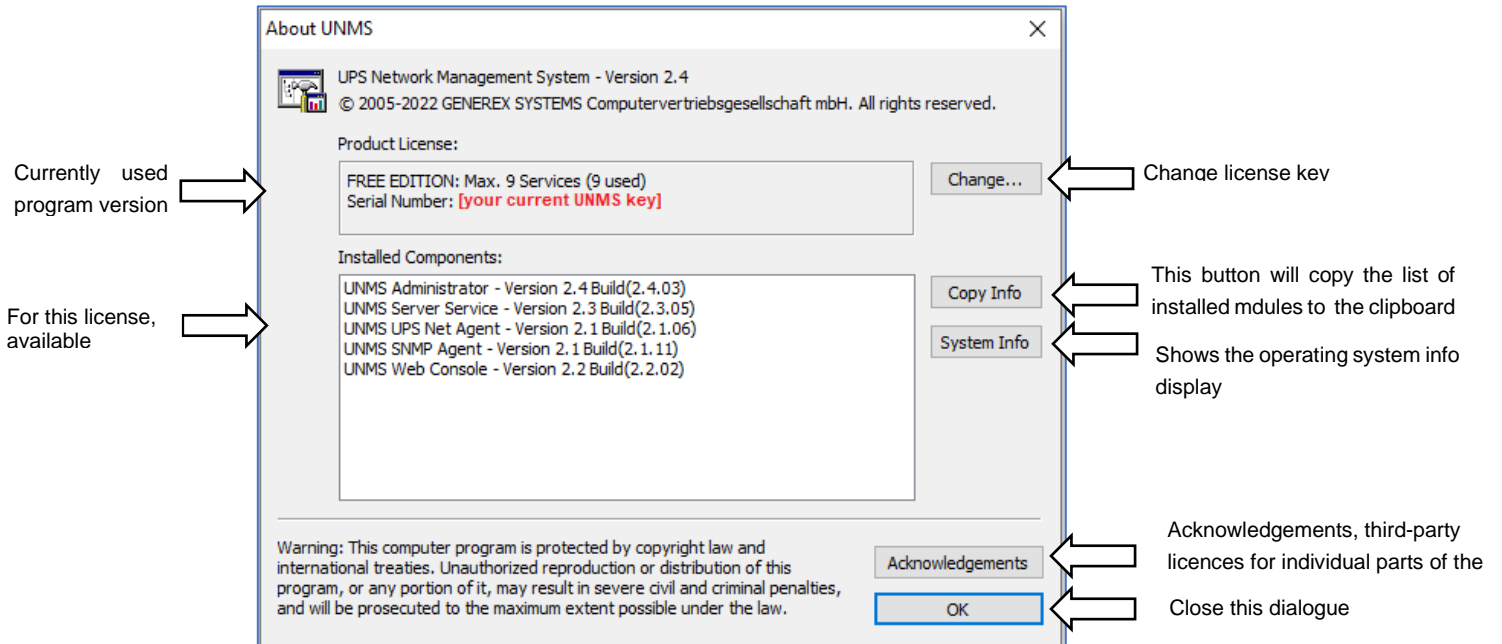 About UNMS
UPS Network Management System - Version 2.4
© 2005-2022 GENEREX SYSTEMS Computervertriebsgesellschaft mbH. All rights reserved.
Product License:
Currently used
program version
FREE EDITION: Max. 9 Services (9 used)
Serial Number: [your current UNMS key]
Change...
Change license key
Installed Components:
For this license,
available
UNMS Administrator - Version 2.4 Build(2.4.03)
UNMS Server Service - Version 2.3 Build(2.3.05)
UNMS UPS Net Agent - Version 2.1 Build(2.1.06)
UNMS SNMP Agent - Version 2.1 Build(2.1.11)
UNMS Web Console - Version 2.2 Build(2.2.02)
Copy Info
This button will copy the list of
installed mdules to the clipboard
System Info
Shows the operating system info
display
Warning: This computer program is protected by copyright law and
international treaties. Unauthorized reproduction or distribution of this
program, or any portion of it, may result in severe civil and criminal penalties,
and will be prosecuted to the maximum extent possible under the law.
Acknowledgements
Acknowledgements, third-party
licences for individual parts of the
OK
Close this dialogue